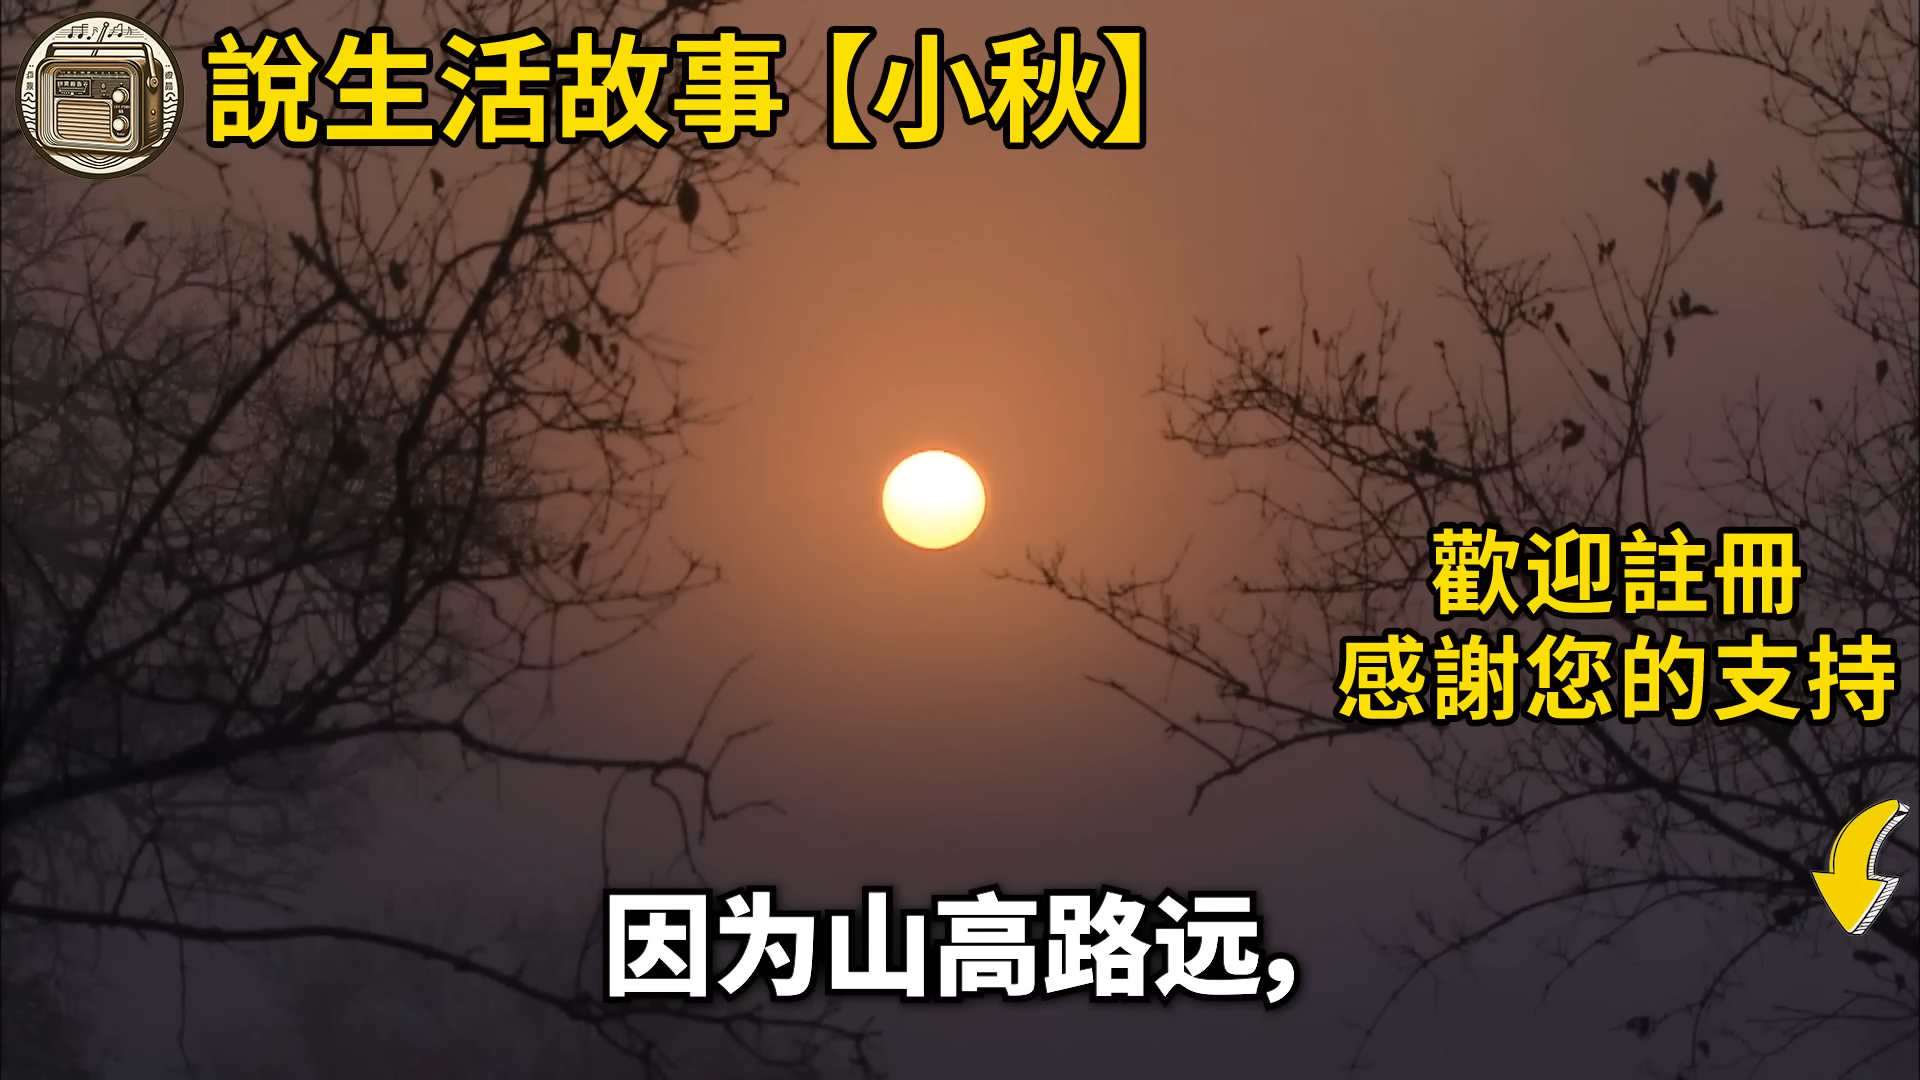 說生活故事【小秋】
歡迎註冊
感謝您的支持
因为山高路远,